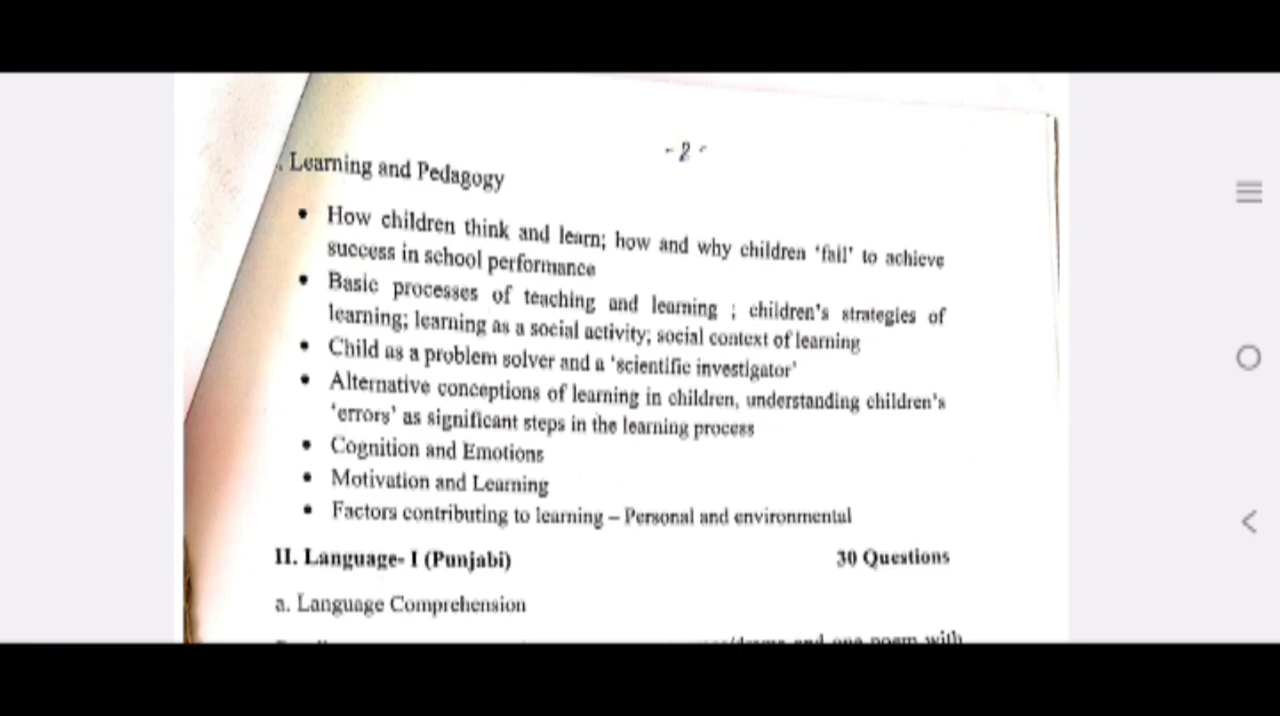 - 2 -
. Learning and Pedagogy
• How children think and learn; how and why children ‘fail’ to achieve
success in school performance
• Basic processes of teaching and learning ; children's strategies of
learning; learning as a social activity; social context of learning
• Child as a problem solver and a ‘scientific investigator’
• Alternative conceptions of learning in children, understanding children's
‘errors’ as significant steps in the learning process
• Cognition and Emotions
• Motivation and Learning
• Factors contributing to learning – Personal and environmental
II. Language- I (Punjabi) 30 Questions
a. Language Comprehension
and one poem with